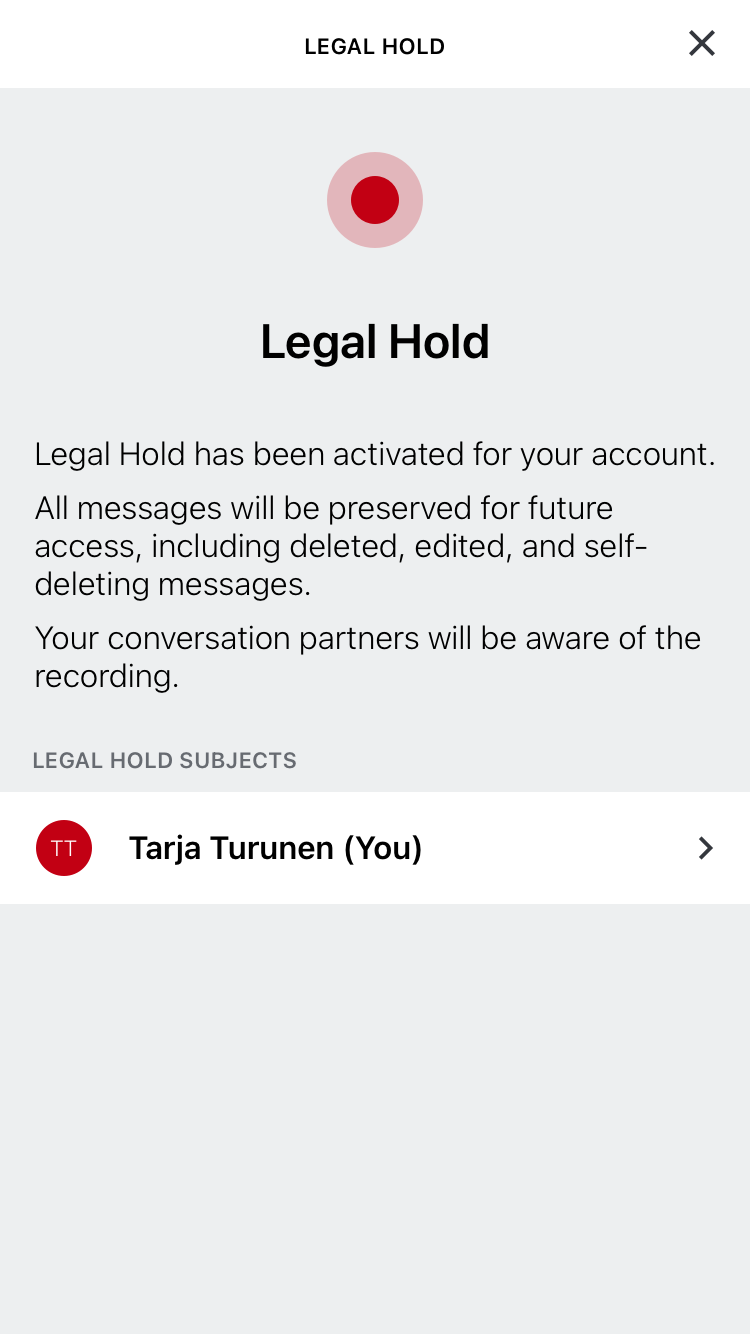 LEGAL HOLD
Legal Hold
Legal Hold has been activated for your account.
All messages will be preserved for future
access, including deleted, edited, and self-
deleting messages.
Your conversation partners will be aware of the
recording.
LEGAL HOLD SUBJECTS
TT
Tarja Turunen (You)